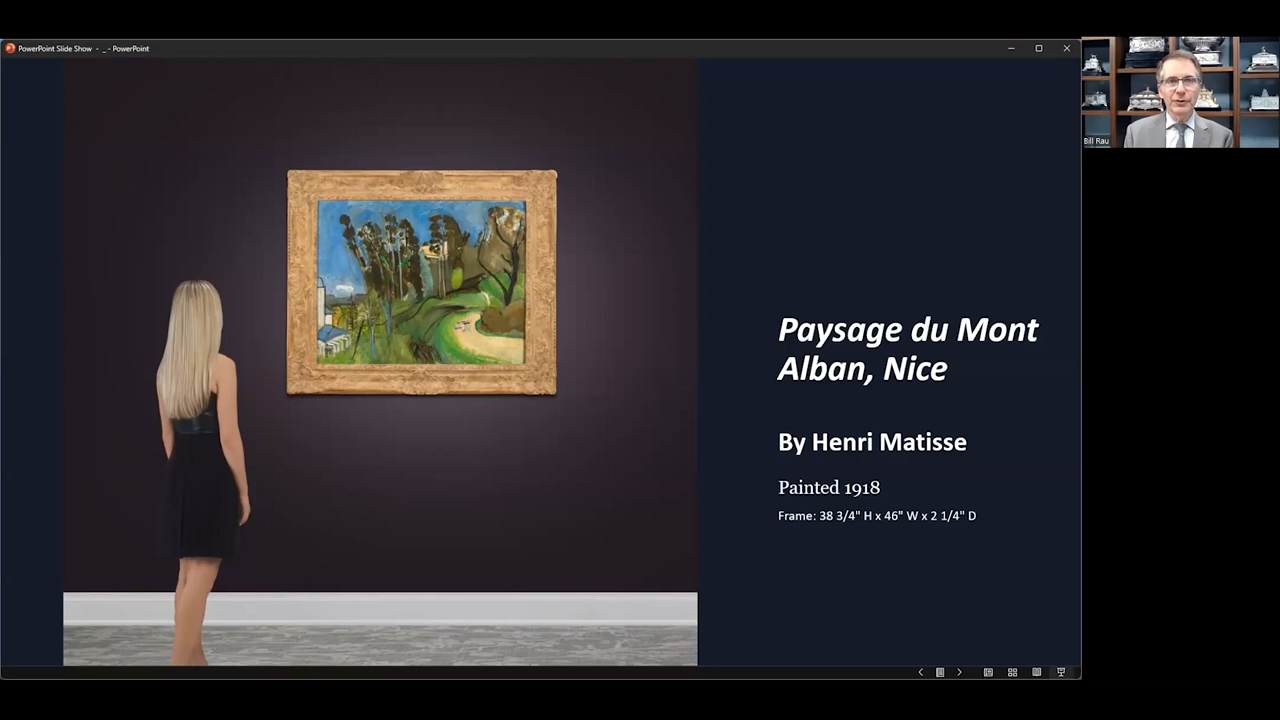 PowerPoint Slide Show - _ - PowerPoint
Bill Rau
Paysage du Mont
Alban, Nice
By Henri Matisse
Painted 1918
Frame: 38 3/4" H x 46" W x 2 1/4" D